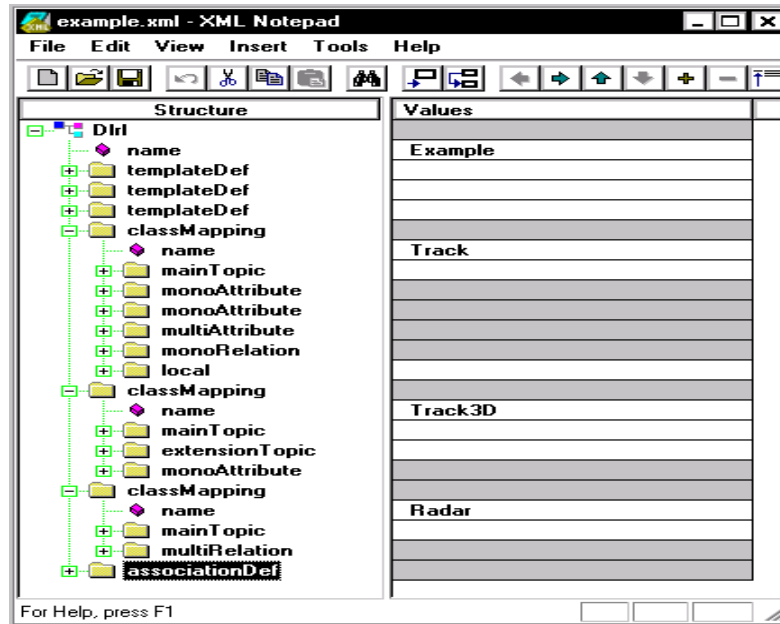 example.xml - XML Notepad
File Edit View Insert Tools Help
Structure Values
Dlrl
name Example
templateDef
templateDef
templateDef
classMapping
name Track
mainTopic
monoAttribute
monoAttribute
multiAttribute
monoRelation
local
classMapping
name Track3D
mainTopic
extensionTopic
monoAttribute
classMapping
name Radar
mainTopic
multiRelation
associationDef
For Help, press F1